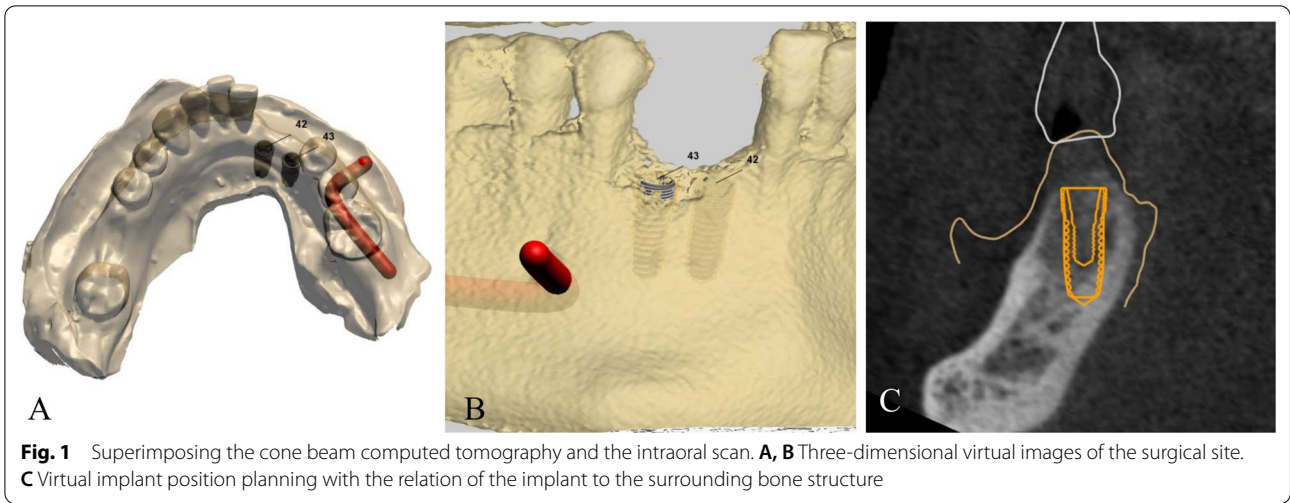 42
43
A
43
42
B
C
Fig. 1 Superimposing the cone beam computed tomography and the intraoral scan. A, B Three-dimensional virtual images of the surgical site.
C Virtual implant position planning with the relation of the implant to the surrounding bone structure